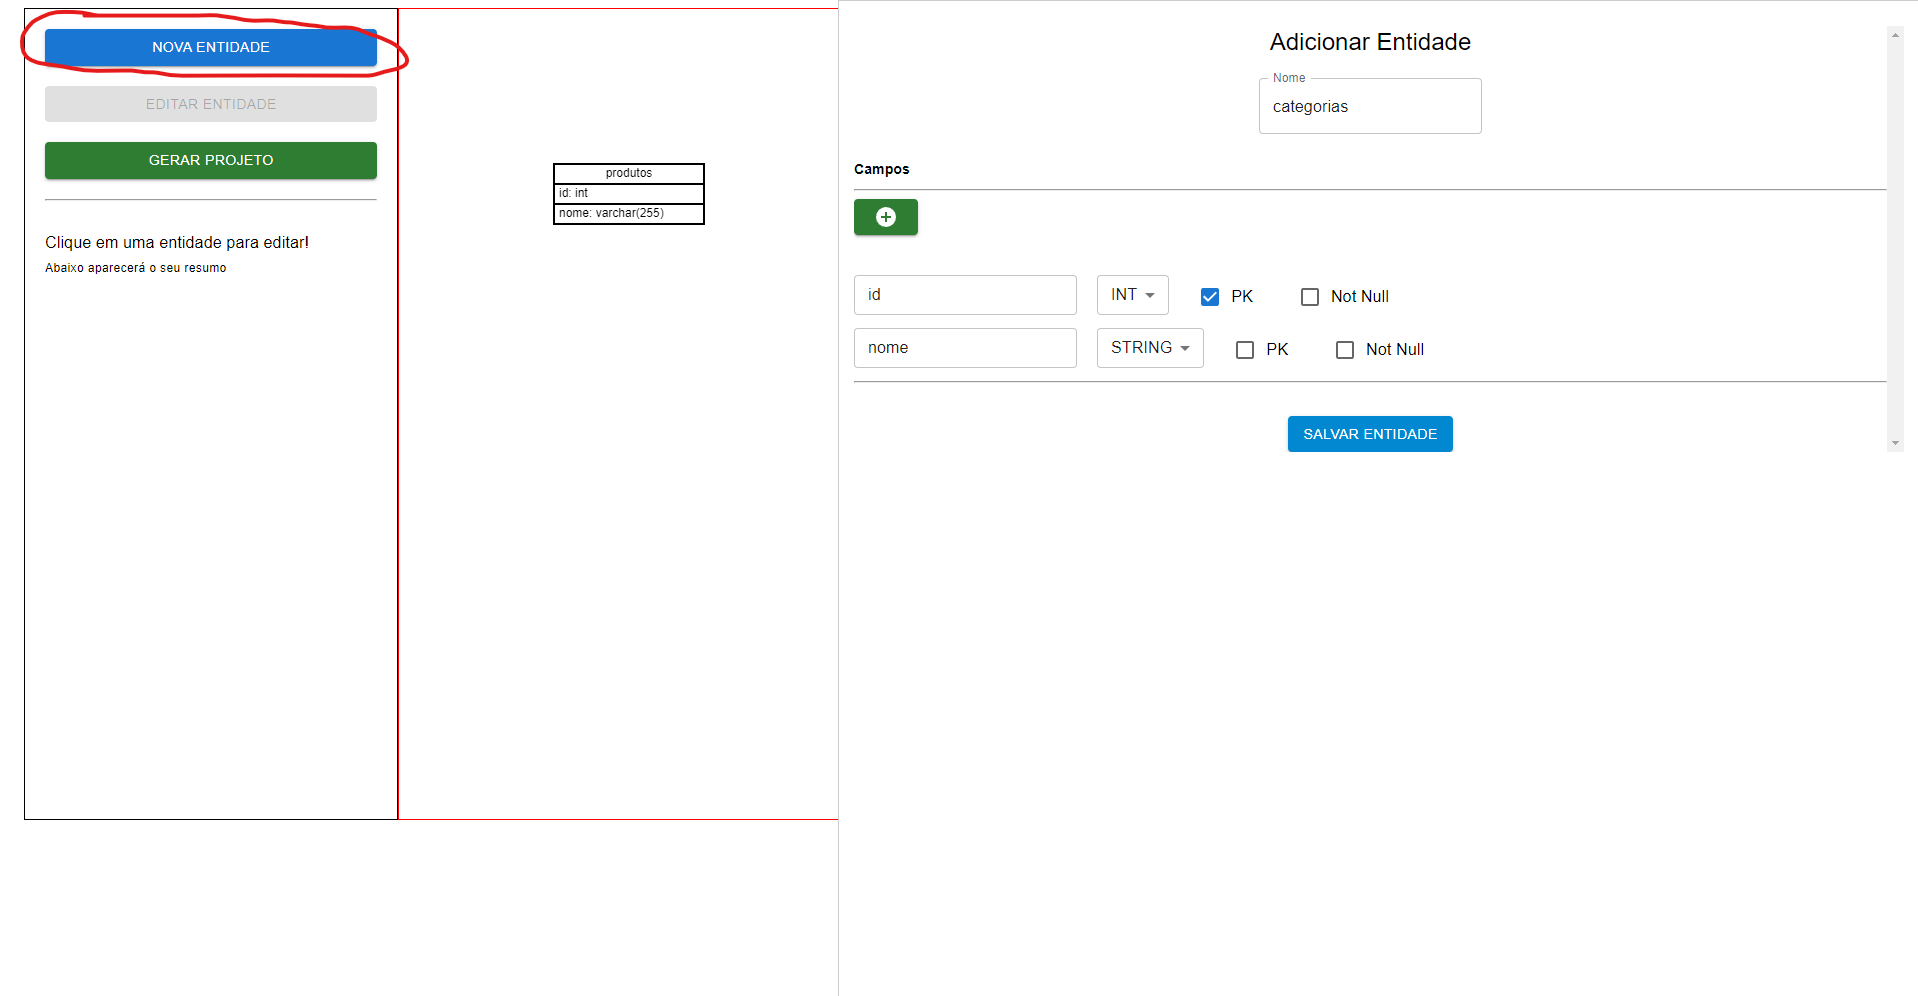 NOVA ENTIDADE
EDITAR ENTIDADE
GERAR PROJETO
Clique em uma entidade para editar!
Abaixo aparecerá o seu resumo
produtos
id: int
nome: varchar(255)
Adicionar Entidade
Nome
categorias
Campos
id INT PK Not Null
nome STRING PK Not Null
SALVAR ENTIDADE